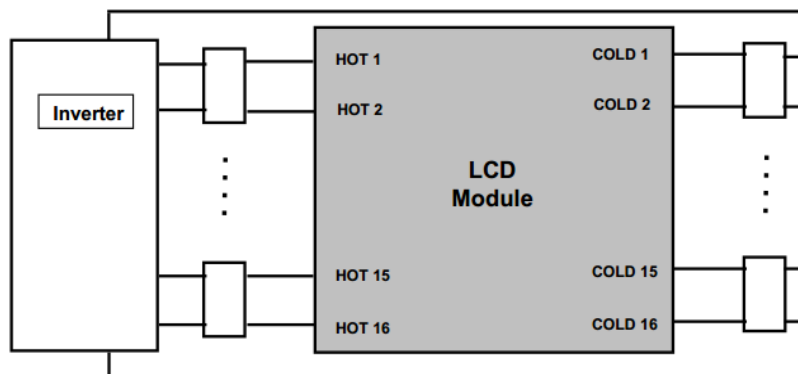 Inverter
HOT 1
COLD 1
HOT 2
COLD 2
LCD
Module
HOT 15
COLD 15
HOT 16
COLD 16